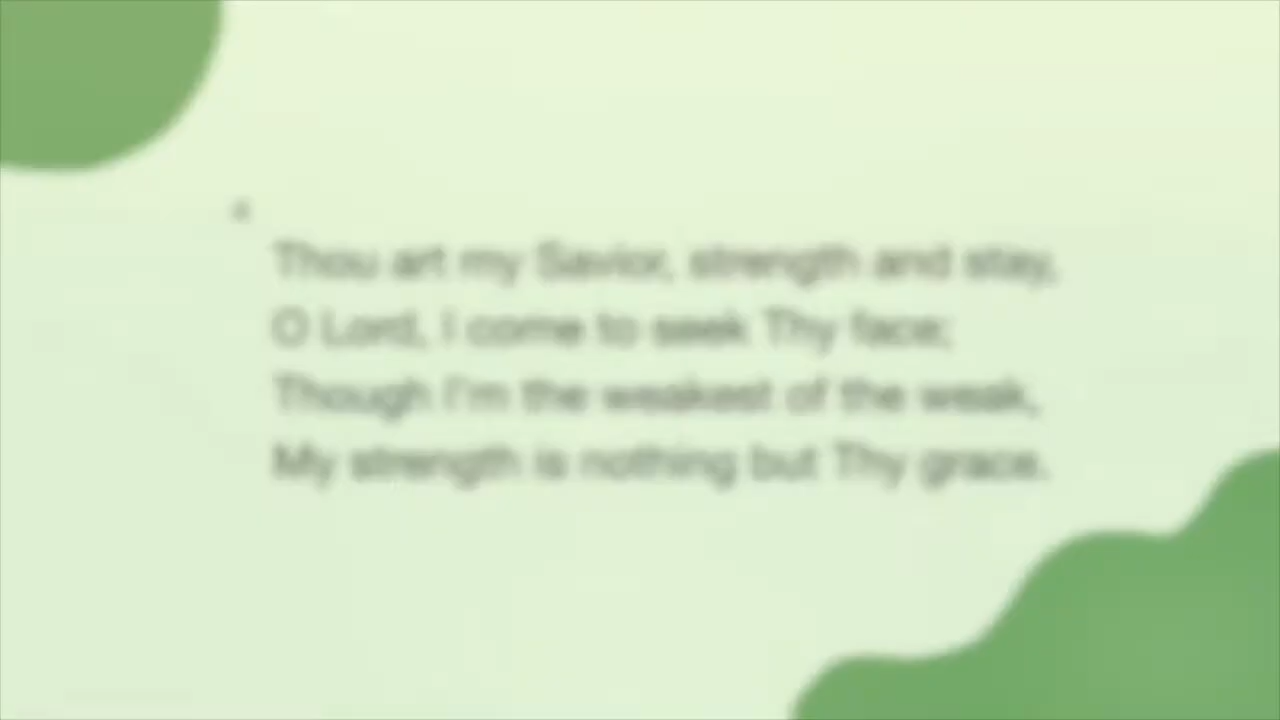 Thou art my Savior, strength and stay,
O Lord, I come to seek Thy face;
Though I'm the weakest of the weak,
My strength is nothing but Thy grace.